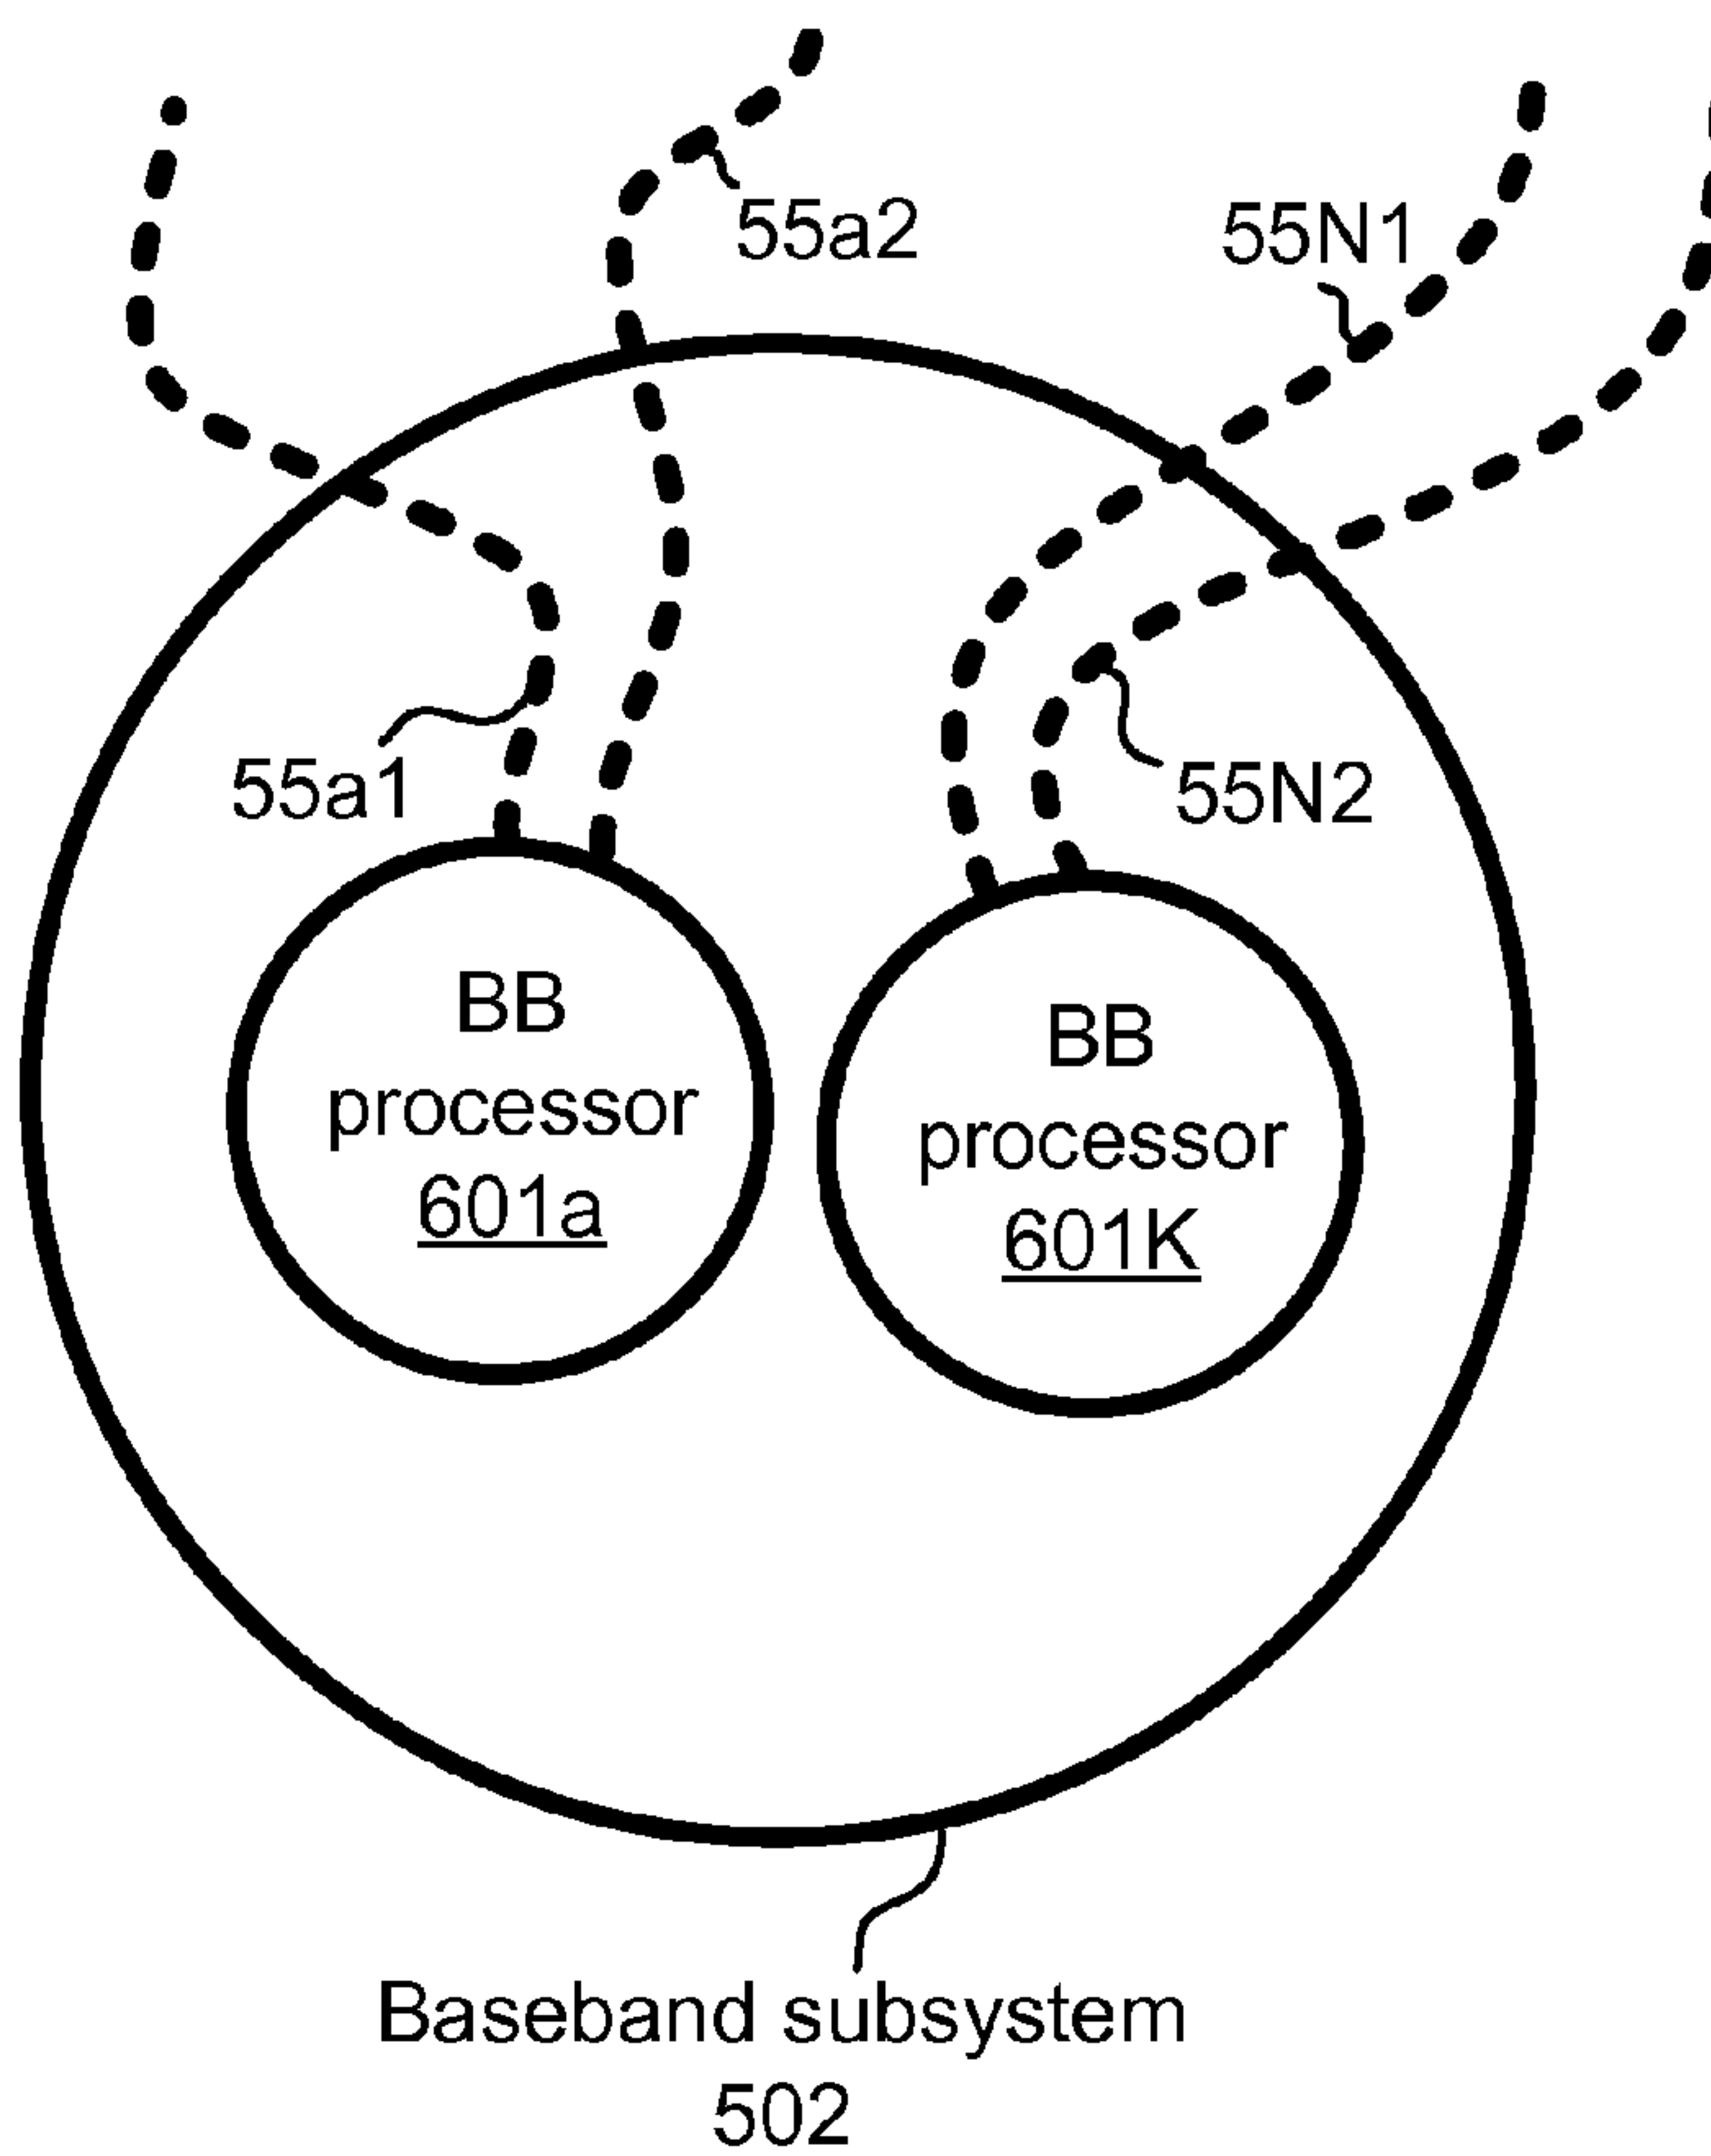 55a2
55N1
55a1
55N2
BB
processor
601a
BB
processor
601K
Baseband subsystem
502